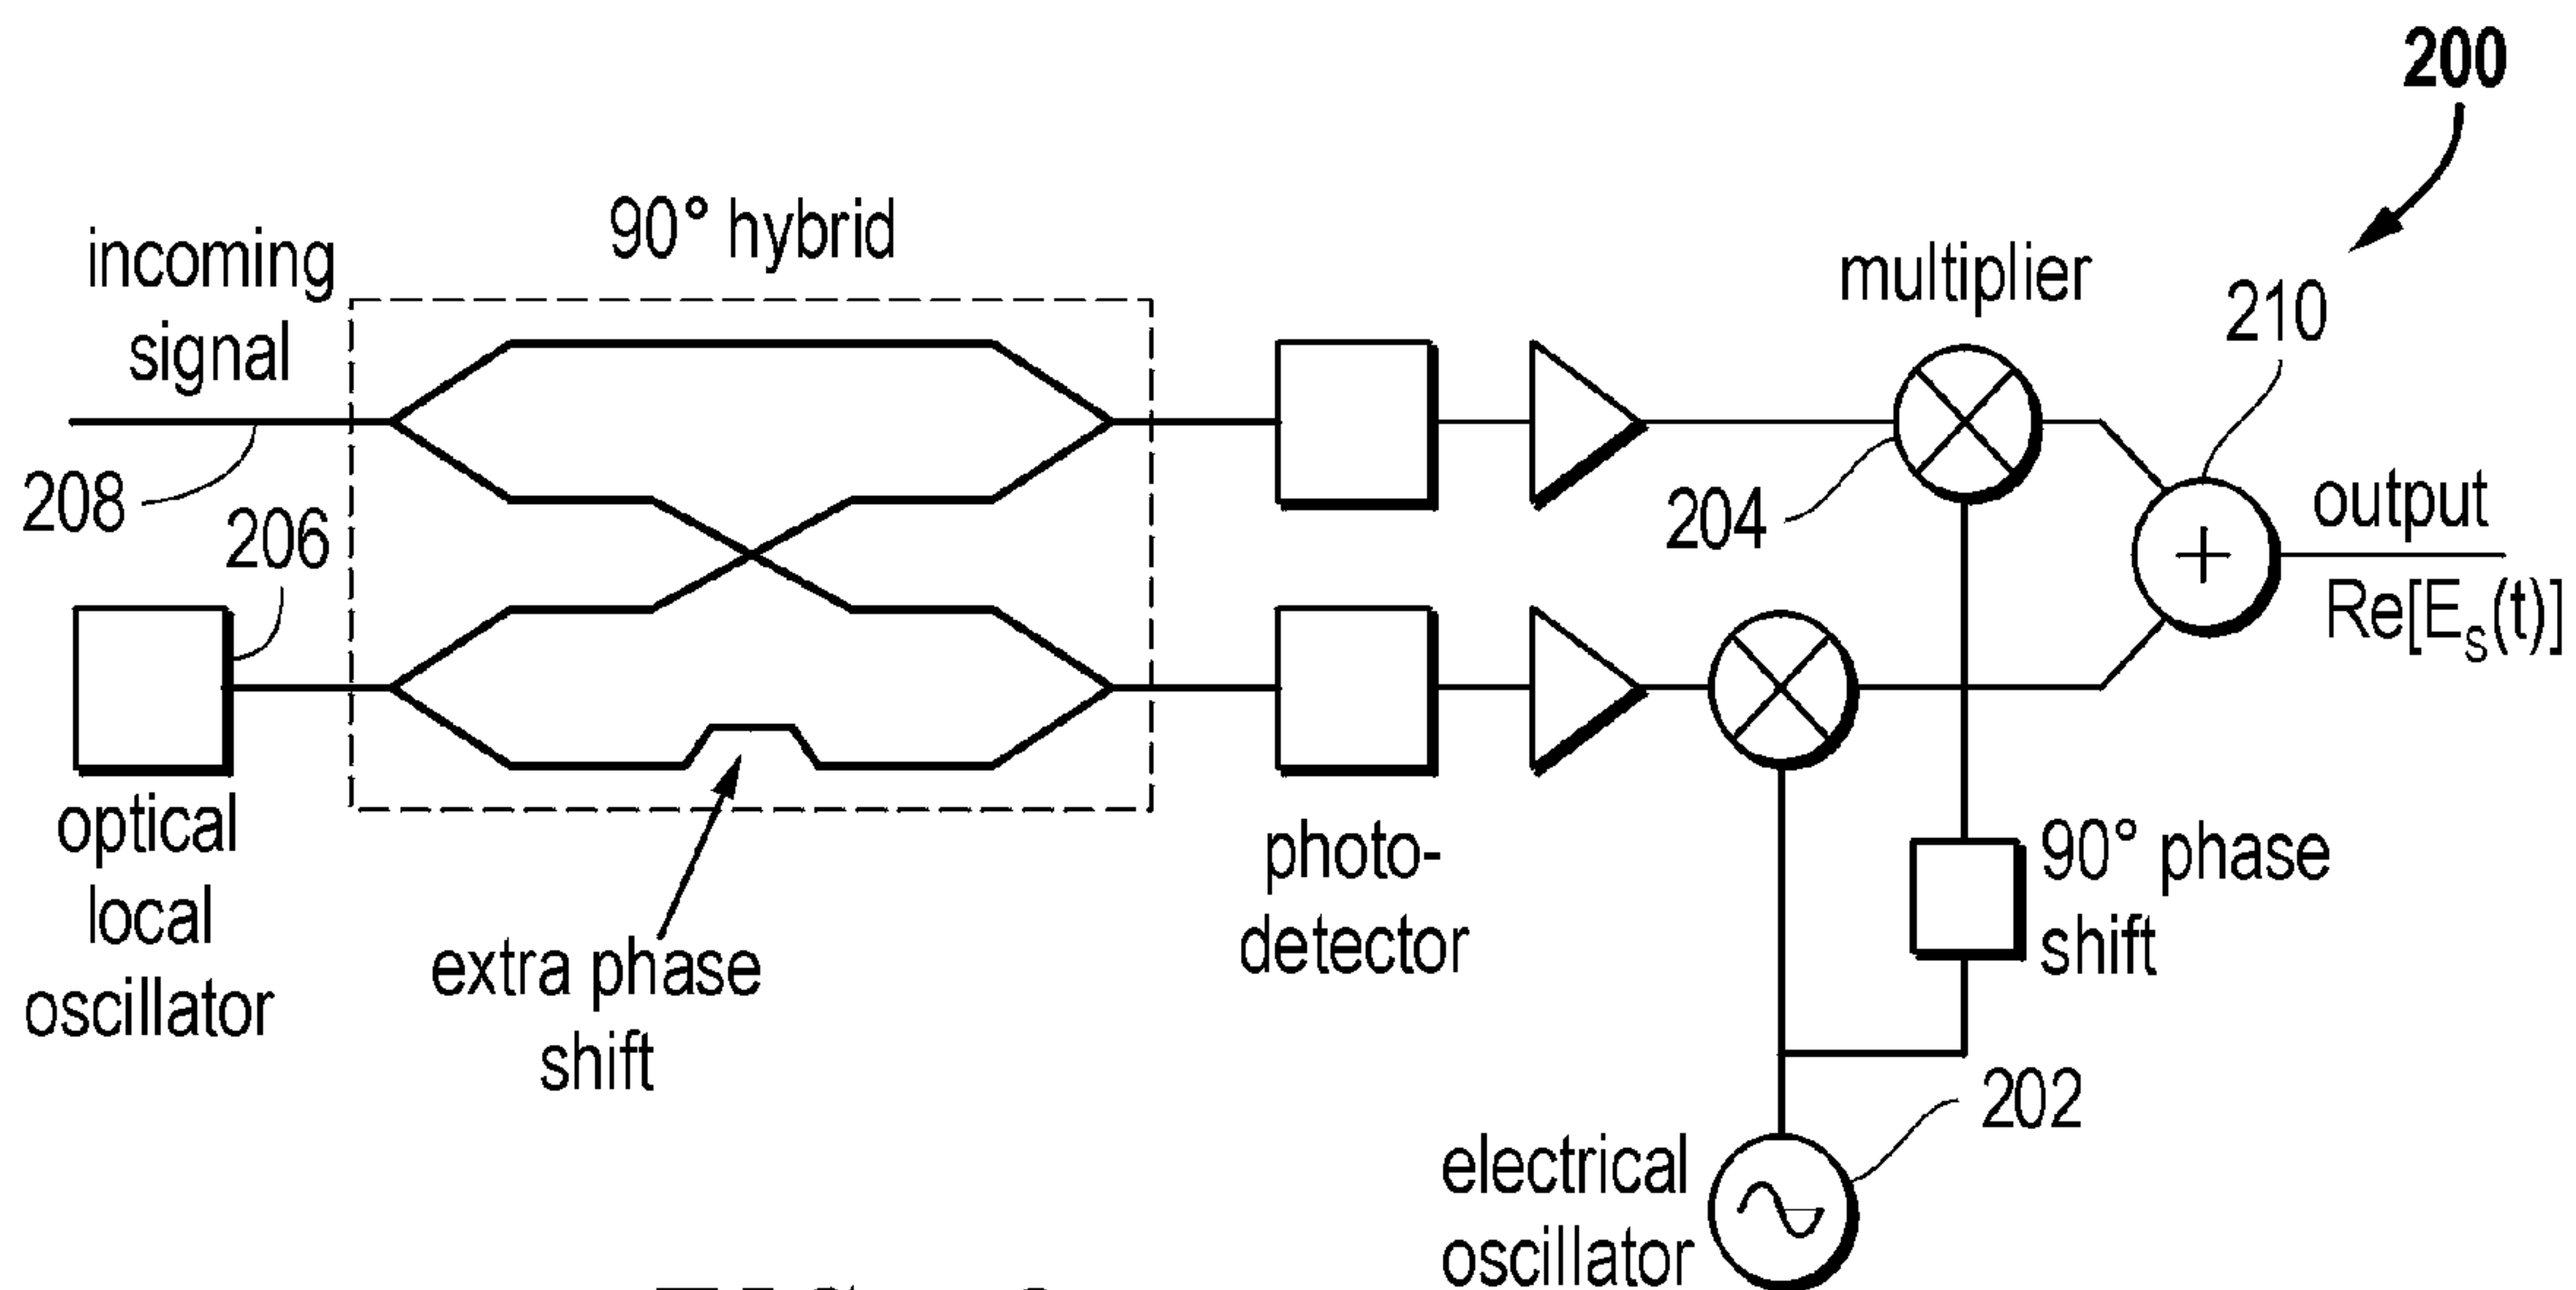 200
90° hybrid
incoming
signal
multiplier
210
208
206
204
output
Re[E_S(t)]
optical
local
oscillator
extra phase
shift
photo-
detector
90° phase
shift
202
electrical
oscillator